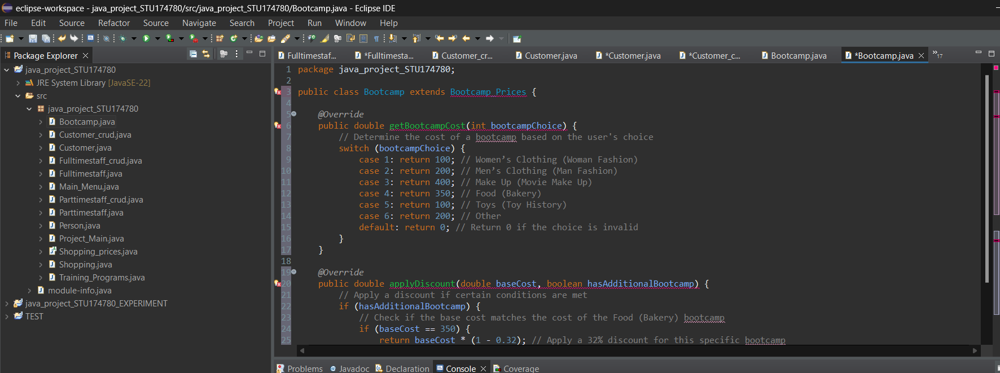 eclipse-workspace - java_project_STU174780/src/java_project_STU174780/Bootcamp.java - Eclipse IDE
File Edit Source Refactor Source Navigate Search Project Run Window Help
Package Explorer
Fulltimestaf... *Fulltimesta... Customer_cr... Customer.java *Customer.java *Customer_c... Bootcamp.java *Bootcamp.java 17
java_project_STU174780
JRE System Library [JavaSE-22]
src
java_project_STU174780
Bootcamp.java
Customer_crud.java
Customer.java
Fulltimestaff_crud.java
Fulltimestaff.java
Main_Menu.java
Parttimestaff_crud.java
Parttimestaff.java
Person.java
Project_Main.java
Shopping_prices.java
Shopping.java
Training_Programs.java
module-info.java
java_project_STU174780_EXPERIMENT
TEST
1 package java_project_STU174780;
2
3 public class Bootcamp extends Bootcamp_Prices {
4
5 @Override
6 public double getBootcampCost(int bootcampChoice) {
7 // Determine the cost of a bootcamp based on the user's choice
8 switch (bootcampChoice) {
9 case 1: return 100; // Women’s Clothing (Woman Fashion)
10 case 2: return 200; // Men’s Clothing (Man Fashion)
11 case 3: return 400; // Make Up (Movie Make Up)
12 case 4: return 350; // Food (Bakery)
13 case 5: return 100; // Toys (Toy History)
14 case 6: return 200; // Other
15 default: return 0; // Return 0 if the choice is invalid
16 }
17 }
18
19 @Override
20 public double applyDiscount(double baseCost, boolean hasAdditionalBootcamp) {
21 // Apply a discount if certain conditions are met
22 if (hasAdditionalBootcamp) {
23 // Check if the base cost matches the cost of the Food (Bakery) bootcamp
24 if (baseCost == 350) {
25 return baseCost * (1 - 0.32); // Apply a 32% discount for this specific bootcamp
Problems Javadoc Declaration Console Coverage